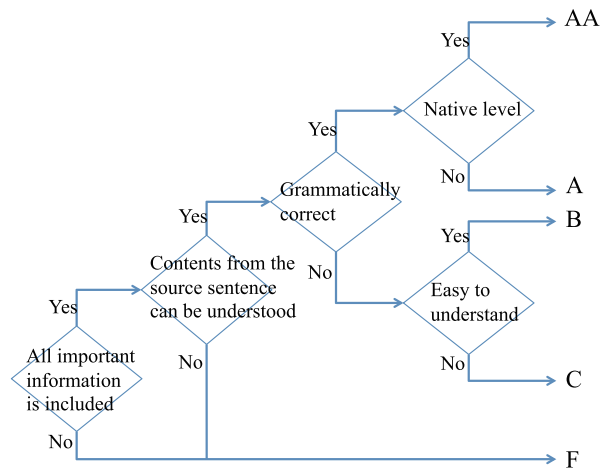 AA
Yes
Native level
No
A
Yes
Grammatically
correct
No
B
Yes
Easy to
understand
No
C
Yes
Contents from the
source sentence
can be understood
No
Yes
All important
information
is included
No
F